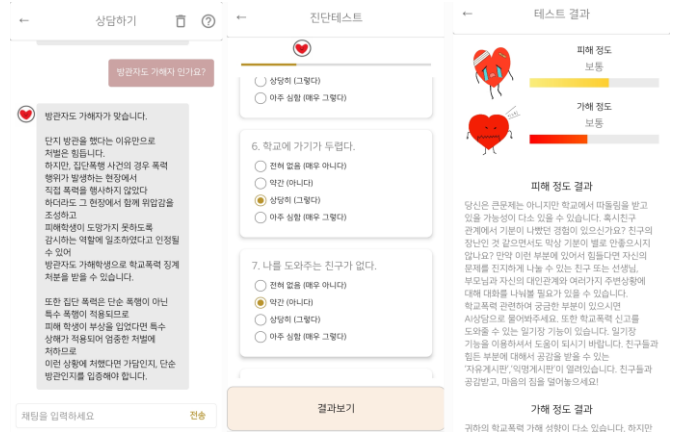 상담하기
방관자도 가해자 인가요?
방관자도 가해자가 맞습니다.
단지 방관을 했다는 이유만으로
처벌은 힘듭니다.
하지만, 집단폭행 사건의 경우 폭력
행위가 발생하는 현장에서
직접 폭력을 행사하지 않았다
하더라도 그 현장에서 함께 위압감을
조성하고
피해학생이 도망가지 못하도록
감시하는 역할에 일조하였다고 인정될
수 있어
방관자도 가해학생으로 학교폭력 징계
처분을 받을 수 있습니다.
또한 집단 폭력은 단순 폭행이 아닌
특수 폭행이 적용되므로
피해 학생이 부상을 입었다면 특수
상해가 적용되어 엄중한 처벌에
처하므로
이런 상황에 처했다면 가담인지, 단순
방관인지를 입증해야 합니다.
채팅을 입력하세요
전송
진단테스트
상당히 (그렇다)
아주 심함 (매우 그렇다)
6. 학교에 가기가 두렵다.
전혀 없음 (매우 아니다)
약간 (아니다)
상당히 (그렇다)
아주 심함 (매우 그렇다)
7. 나를 도와주는 친구가 없다.
전혀 없음 (매우 아니다)
약간 (아니다)
상당히 (그렇다)
아주 심함 (매우 그렇다)
결과보기
테스트 결과
피해 정도
보통
가해 정도
보통
피해 정도 결과
당신은 큰문제는 아니지만 학교에서 따돌림을 받고
있을 가능성이 다소 있을 수 있습니다. 혹시친구
관계에서 기분이 나빴던 경험이 있으신가요? 친구의
장난인 것 같으면서도 막상 기분이 별로 안좋으시지
않나요? 만약 이런 부분에 있어서 힘들다면 자신의
문제를 진지하게 나눌 수 있는 친구 또는 선생님,
부모님과 자신의 대인관계와 여러가지 주변상황에
대해 대화를 나눠볼 필요가 있을 수 있습니다.
학교폭력 관련하여 궁금한 부분이 있으시면
AI상담으로 물어봐주세요. 또한 학교폭력 신고를
도와줄 수 있는 일기장 기능이 있습니다. 일기장
기능을 이용하셔서 도움이 되시기 바랍니다. 친구들과
힘든 부분에 대해서 공감을 받을 수 있는
'자유게시판','익명게시판'이 열려있습니다. 친구들과
공감받고, 마음의 짐을 덜어놓으세요!
가해 정도 결과
귀하의 학교폭력 가해 성향이 다소 있습니다. 하지만